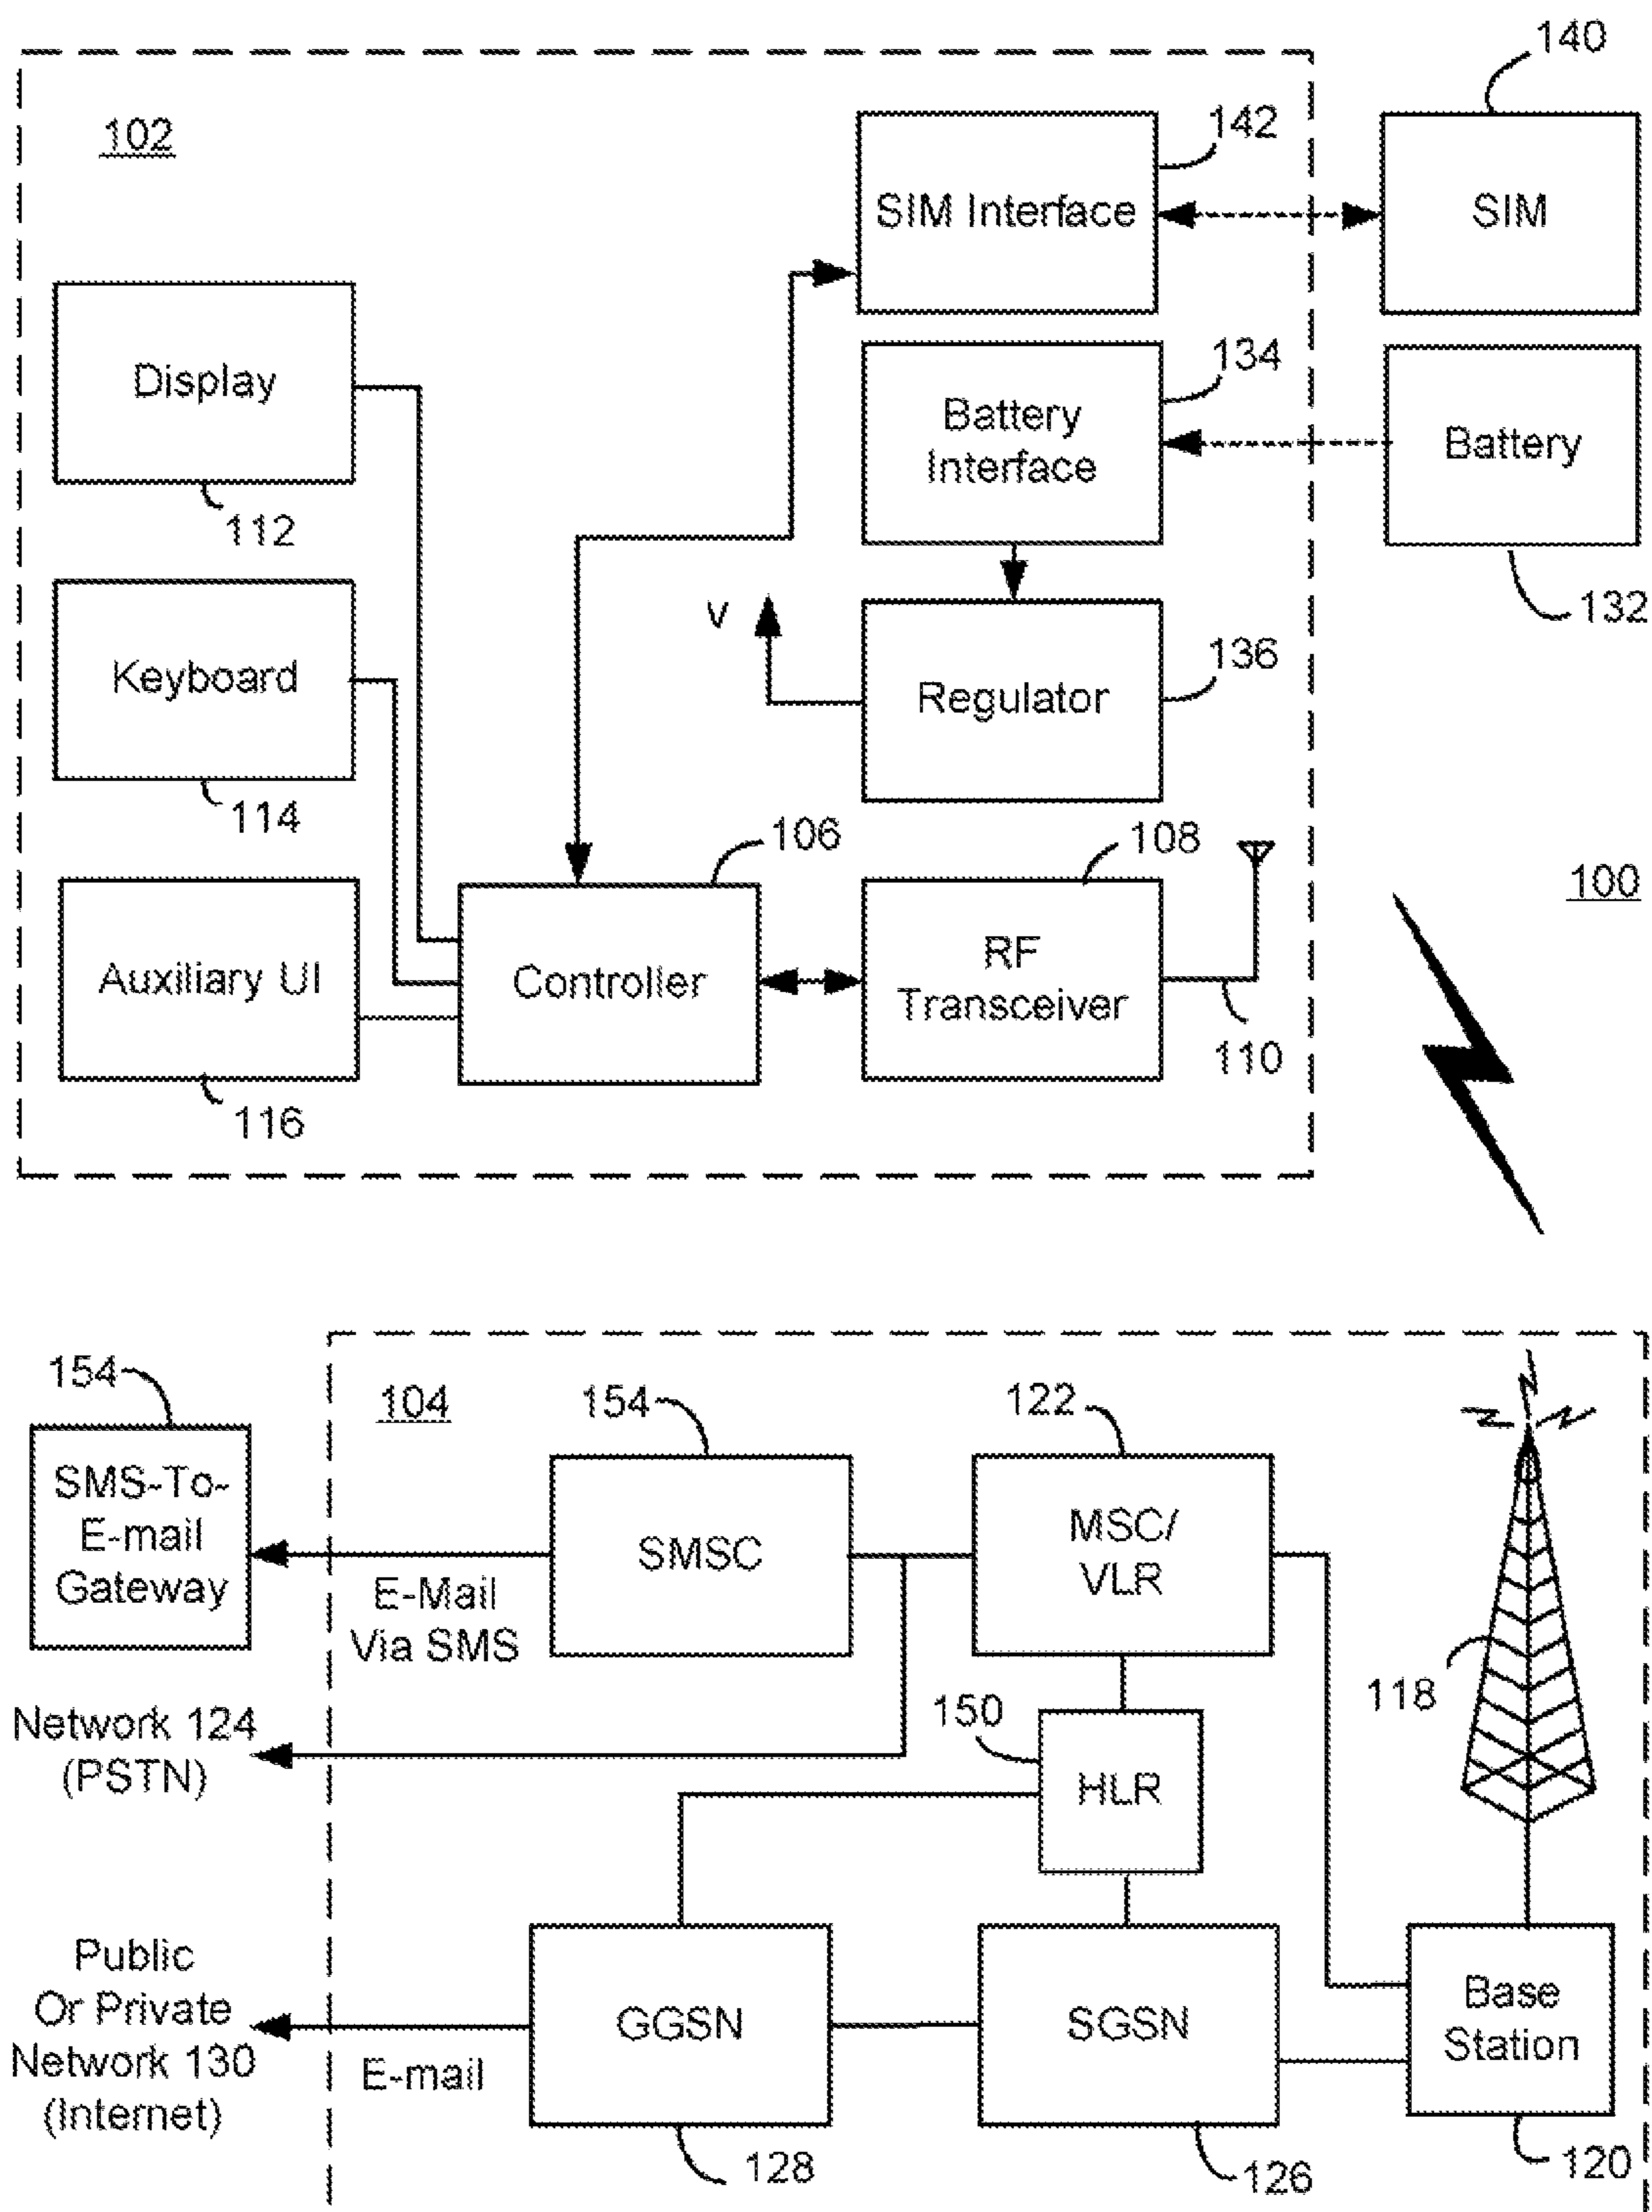 140
102
142
SIM Interface
SIM
Display
134
Battery
Interface
Battery
112
132
V
136
Keyboard
Regulator
114
106
108
100
Auxiliary UI
Controller
RF
Transceiver
110
116
154
104
154
122
SMS-To-
E-mail
Gateway
SMSC
MSC/
VLR
E-Mail
Via SMS
118
Network 124
(PSTN)
150
HLR
Public
Or Private
Network 130
(Internet)
E-mail
GGSN
SGSN
Base
Station
128
126
120